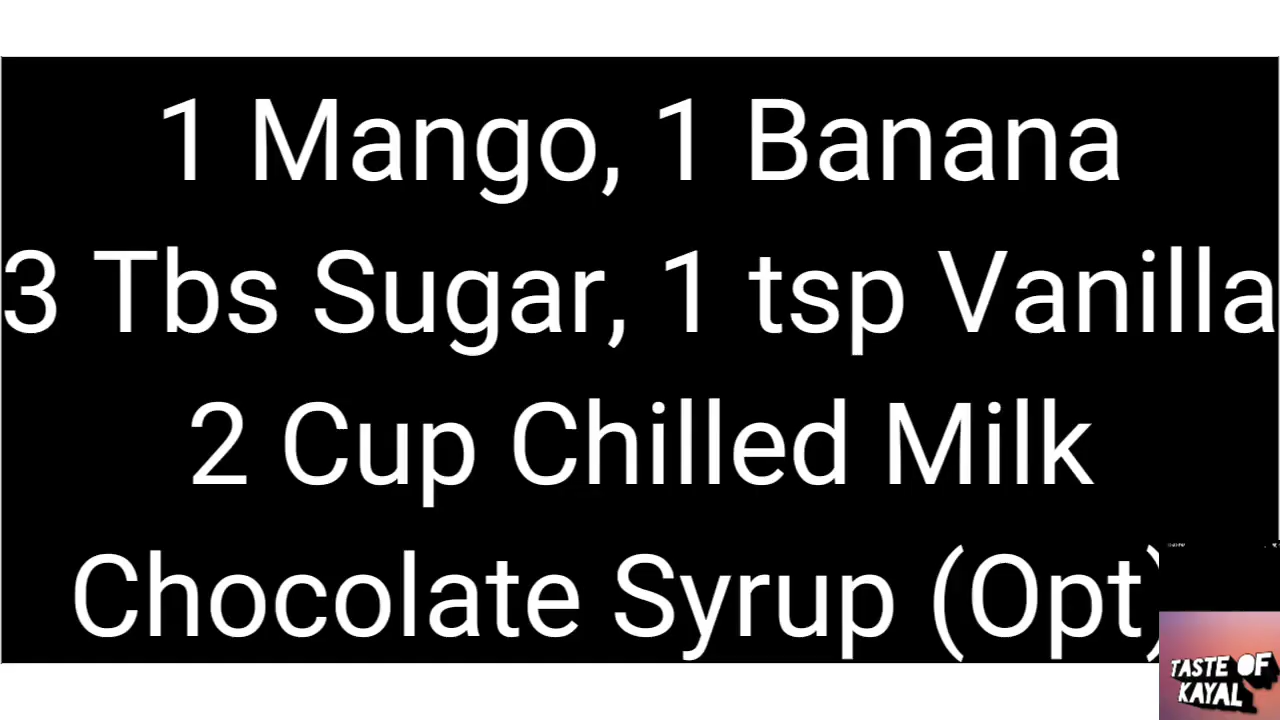 1 Mango, 1 Banana
3 Tbs Sugar, 1 tsp Vanilla
2 Cup Chilled Milk
Chocolate Syrup (Opt)
TASTE OF
KAYAL